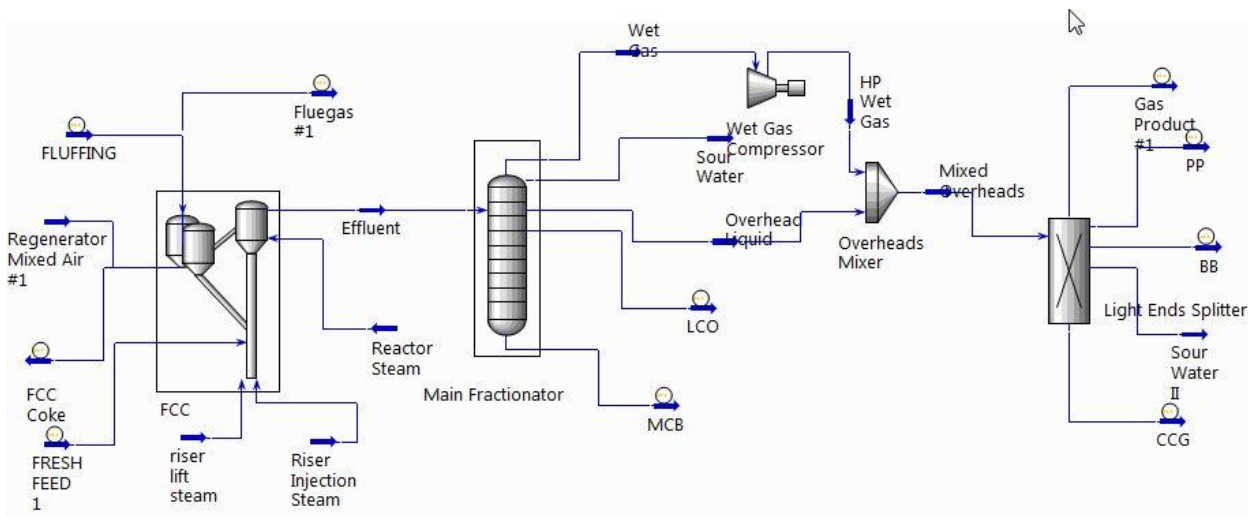 Wet
Gas
Fluegas
#1
FLUFFING
HP
Wet
Gas
Gas
Product
#1
PP
Wet Gas
Compressor
Sour
Water
Mixed
Overheads
Regenerator
Mixed Air
#1
Effluent
Overhead
Liquid
Overheads
Mixer
BB
Light Ends Splitter
LCO
Reactor
Steam
Sour
Water
II
FCC
Coke
FCC
Main Fractionator
MCB
CCG
FRESH
FEED
1
riser
lift
steam
Riser
Injection
Steam